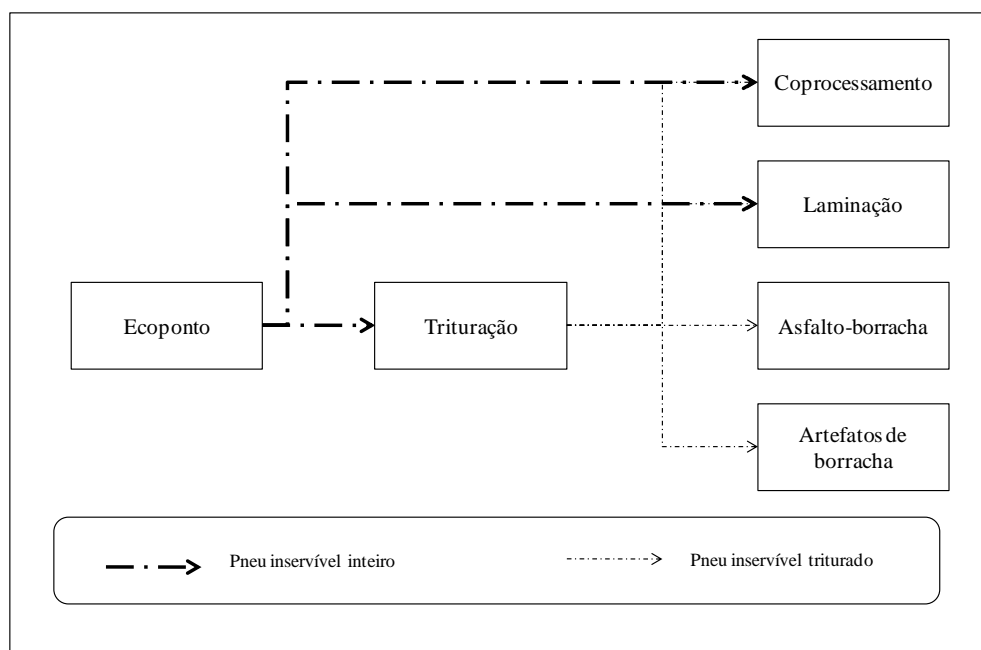 Coprocessamento
Laminação
Ecoponto
Trituração
Asfalto-borracha
Artefatos de
borracha
Pneu inservível inteiro
Pneu inservível triturado